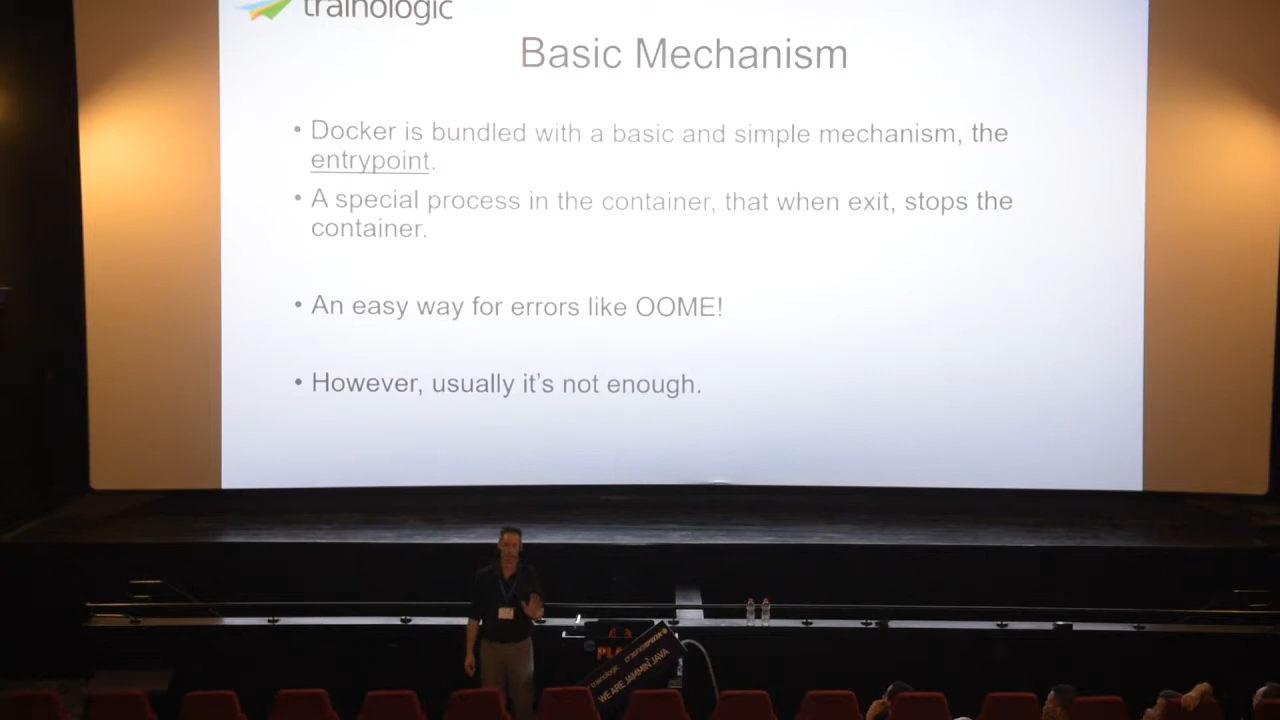 trainologic
Basic Mechanism
• Docker is bundled with a basic and simple mechanism, the
entrypoint.
• A special process in the container, that when exit, stops the
container.
• An easy way for errors like OOME!
• However, usually it's not enough.
trainologic
WE ARE JAMMIN' JAVA